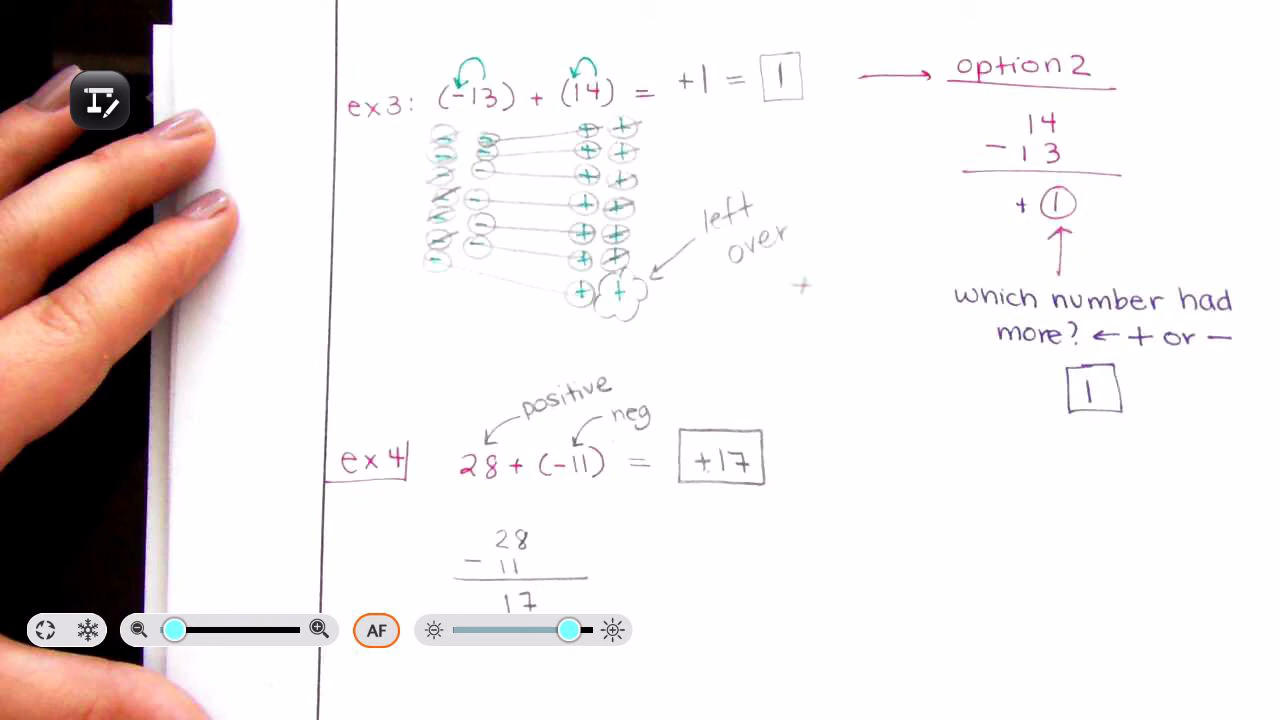 ex3: (-13) + (14) = +1 = 1
left
over
+
option 2
14
- 13
+ 1
which number had
more? ← + or −
1
positive
neg
ex 4 28 + (-11) = +17
28
- 11
17
AF